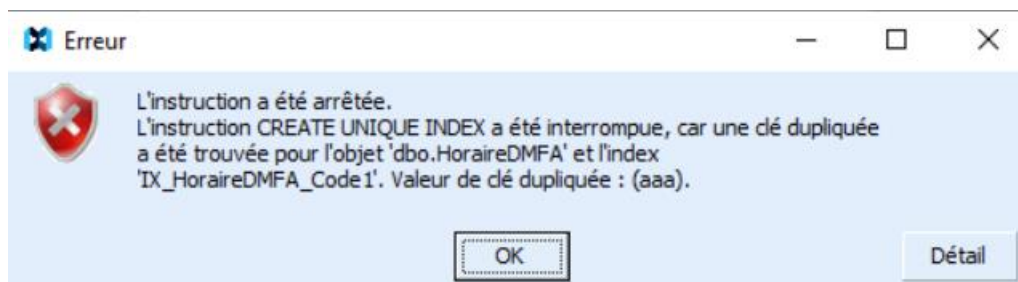 Erreur
L'instruction a été arrêtée.
L'instruction CREATE UNIQUE INDEX a été interrompue, car une clé dupliquée
a été trouvée pour l'objet 'dbo.HoraireDMFA' et l'index
'IX_HoraireDMFA_Code1'. Valeur de clé dupliquée : (aaa).
OK
Détail